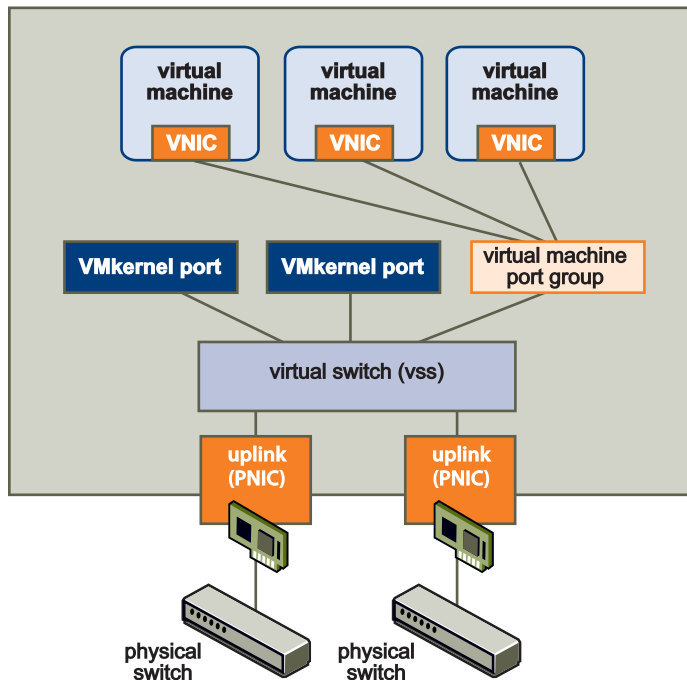 virtual
machine
VNIC
virtual
machine
VNIC
virtual
machine
VNIC
VMkernel port
VMkernel port
virtual machine
port group
virtual switch (vss)
uplink
(PNIC)
uplink
(PNIC)
physical
switch
physical
switch